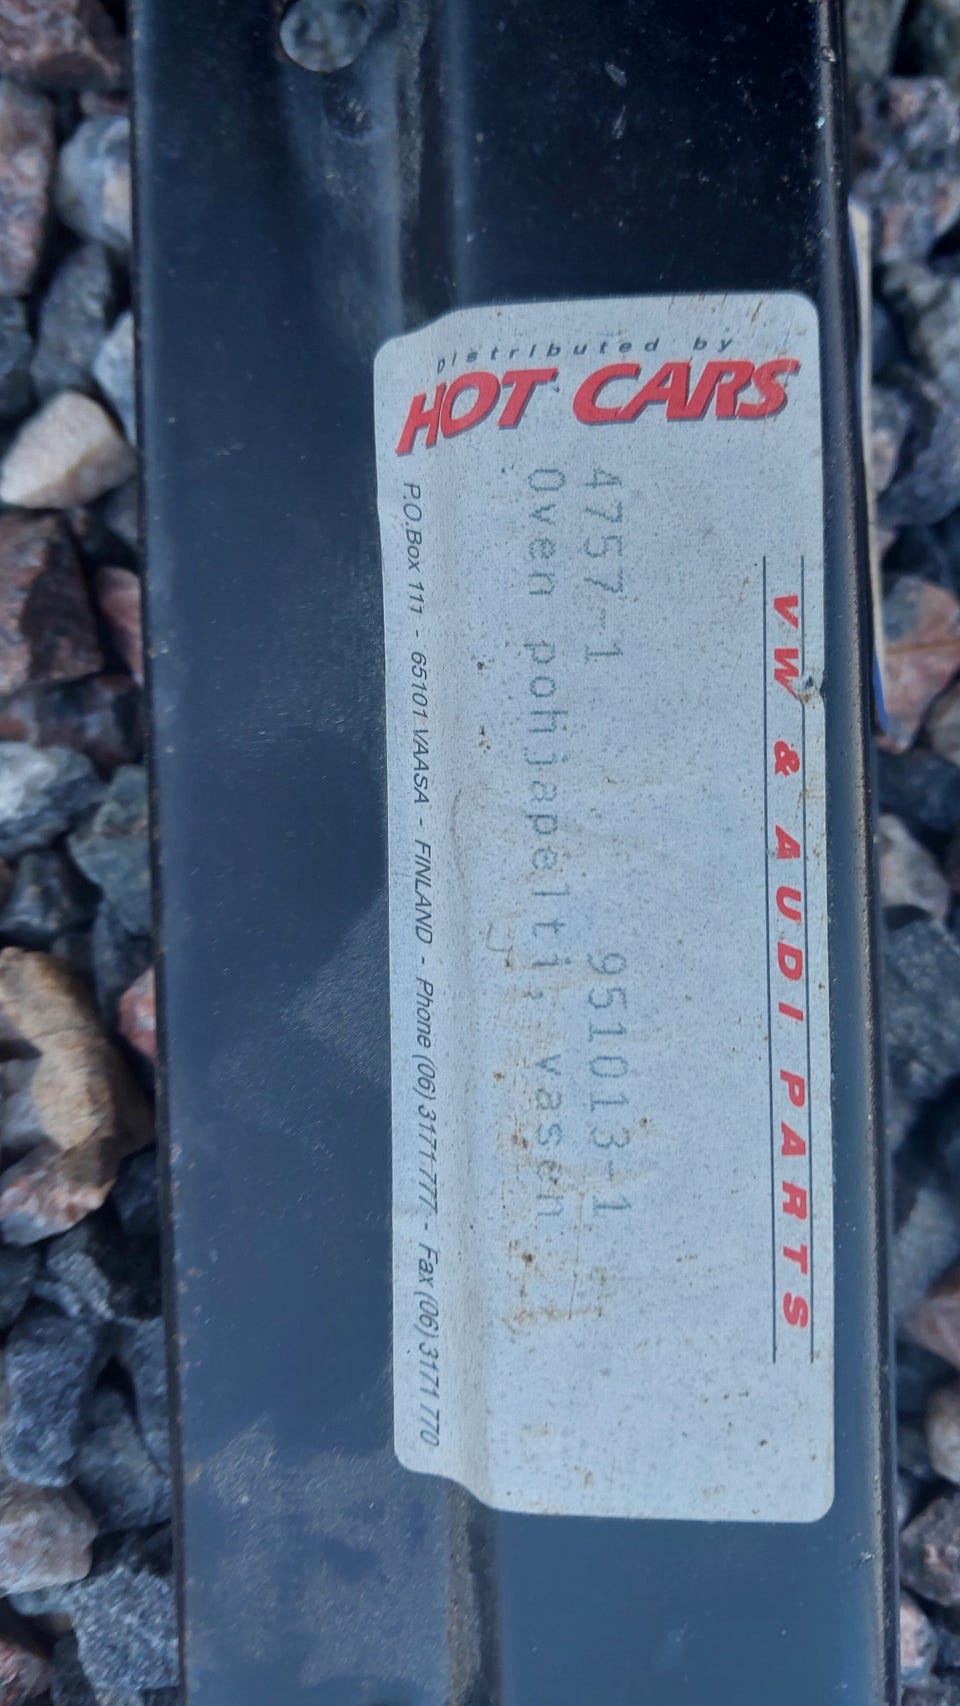 Distributed by
HOT CARS
VW & AUDI PARTS
4757-1 951013-1
Oven pohjapelti, vasen
P.O.Box 111 - 65101 VAASA - FINLAND - Phone (06) 3171 777 - Fax (06) 3171 770